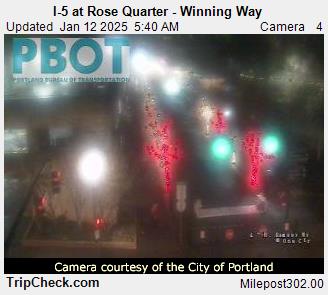 I-5 at Rose Quarter - Winning Way
Updated Jan 12 2025 5:40 AM Camera 4
PBOT
PORTLAND BUREAU OF TRANSPORTATION
Camera courtesy of the City of Portland
TripCheck.com Milepost302.00